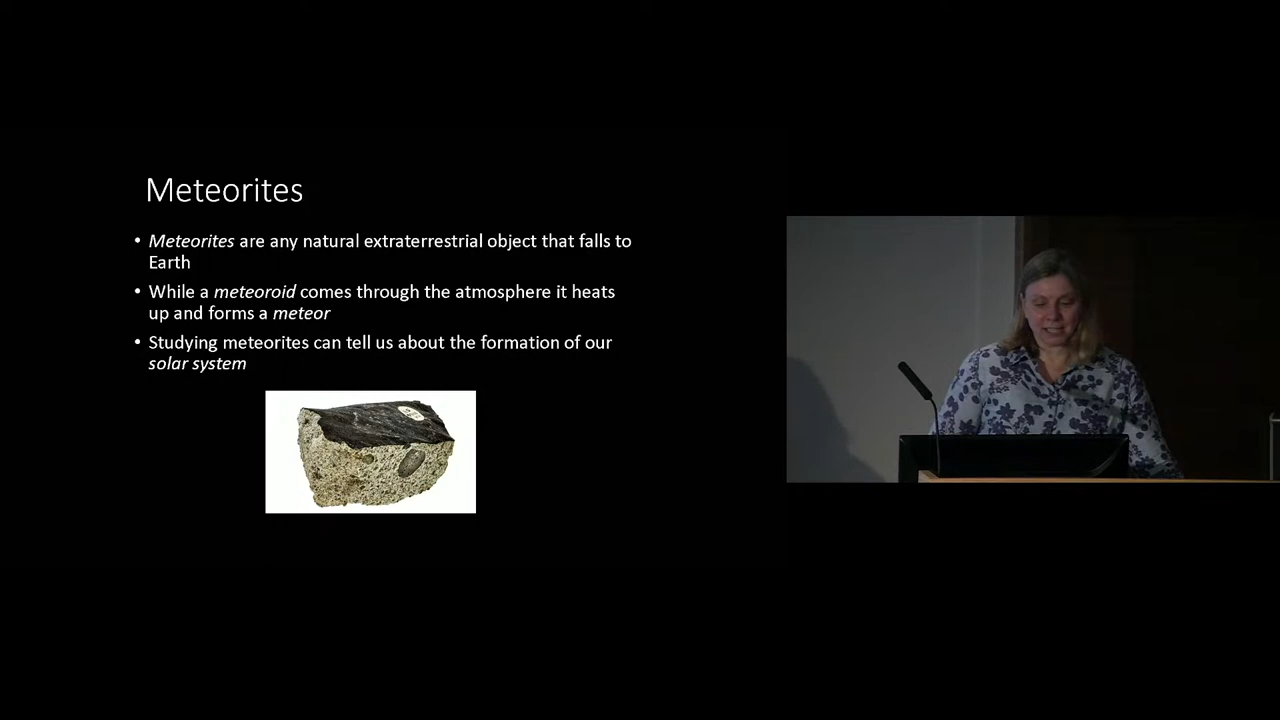 Meteorites
• Meteorites are any natural extraterrestrial object that falls to
Earth
• While a meteoroid comes through the atmosphere it heats
up and forms a meteor
• Studying meteorites can tell us about the formation of our
solar system